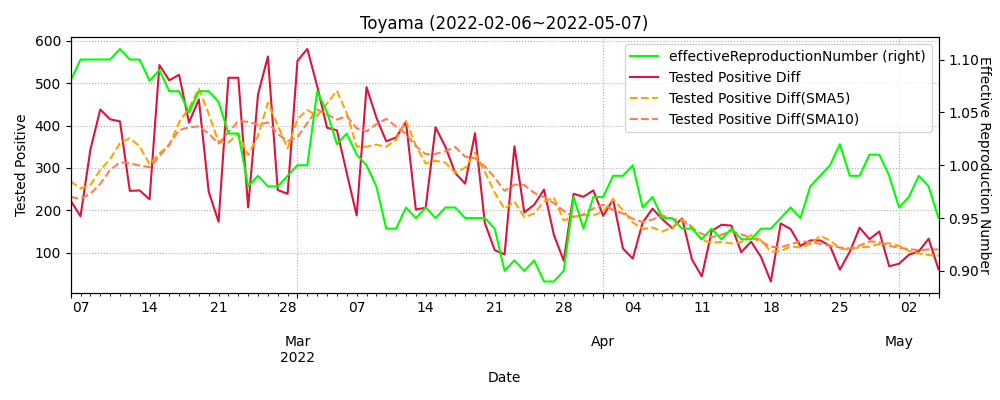 Toyama (2022-02-06~2022-05-07)
effectiveReproductionNumber (right)
Tested Positive Diff
Tested Positive Diff(SMA5)
Tested Positive Diff(SMA10)
Tested Positive
600
500
400
300
200
100
Effective Reproduction Number
1.10
1.05
1.00
0.95
0.90
07 14 21 28 07 14 21 28 04 11 18 25 02
Mar Apr May
2022
Date